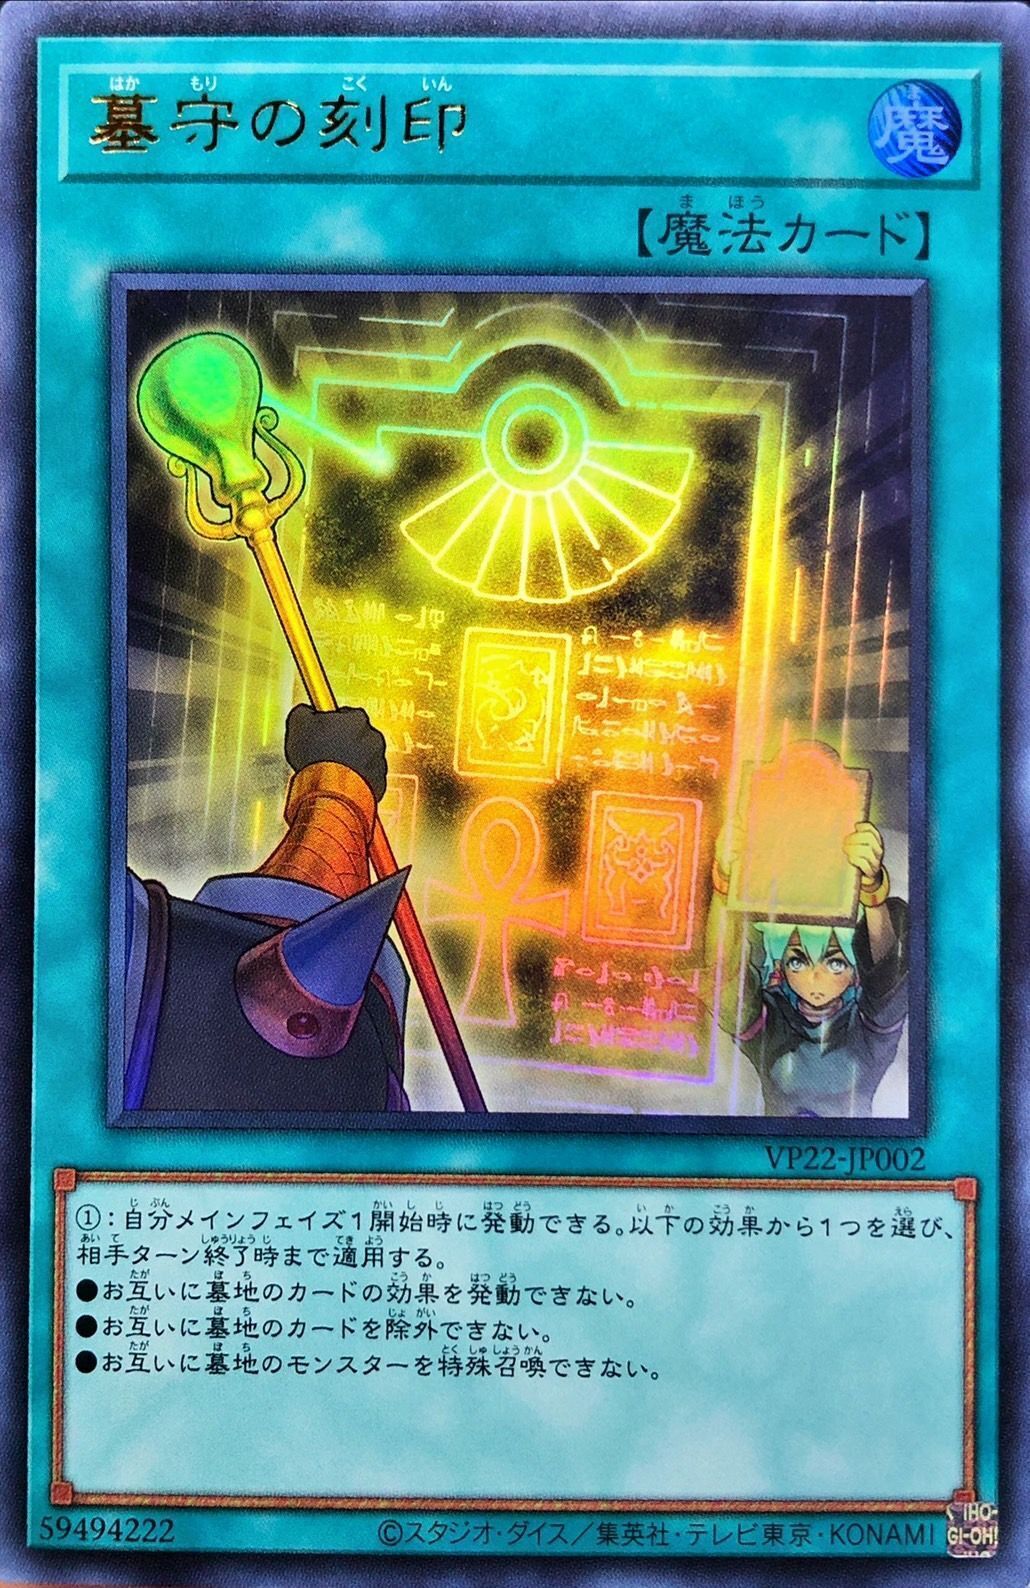 墓守の刻印
魔
【魔法カード】
VP22-JP002
①：自分メインフェイズ１開始時に発動できる。以下の効果から１つを選び、
相手ターン終了時まで適用する。
●お互いに墓地のカードの効果を発動できない。
●お互いに墓地のカードを除外できない。
●お互いに墓地のモンスターを特殊召喚できない。
59494222
©スタジオ・ダイス／集英社・テレビ東京・KONAMI